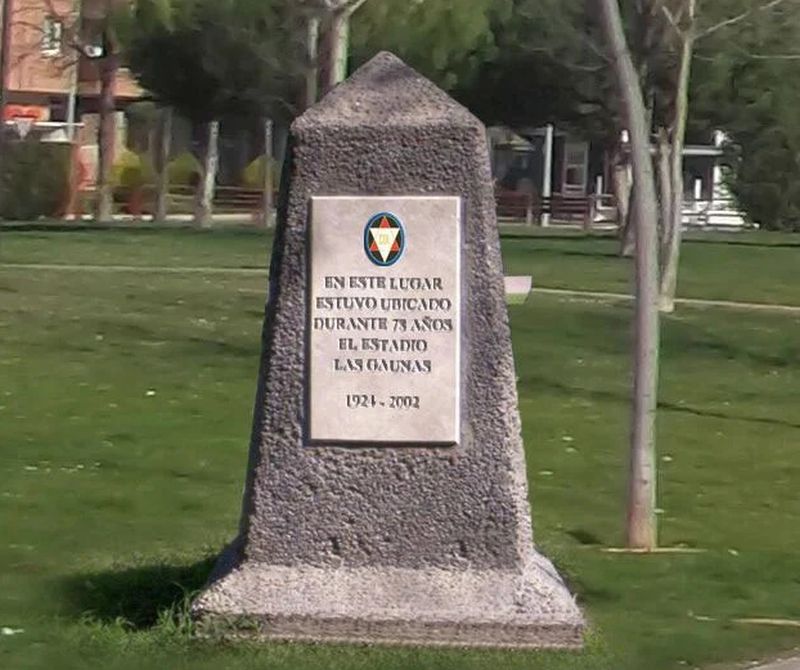 EN ESTE LUGAR
ESTUVO UBICADO
DURANTE 78 AÑOS
EL ESTADIO
LAS GAUNAS
1924 - 2002